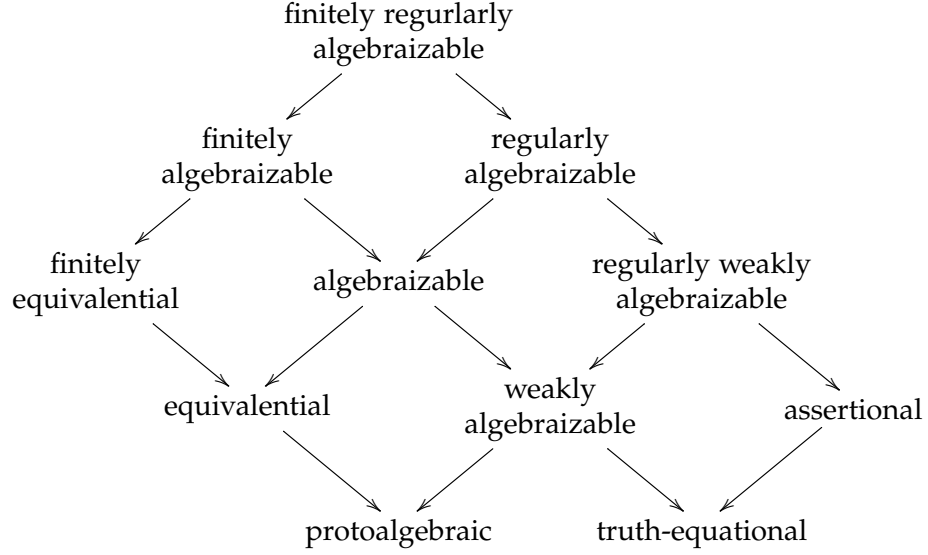 finitely regurlarly
algebraizable
finitely
algebraizable
regularly
algebraizable
finitely
equivalential
algebraizable
regularly weakly
algebraizable
equivalential
weakly
algebraizable
assertional
protoalgebraic
truth-equational